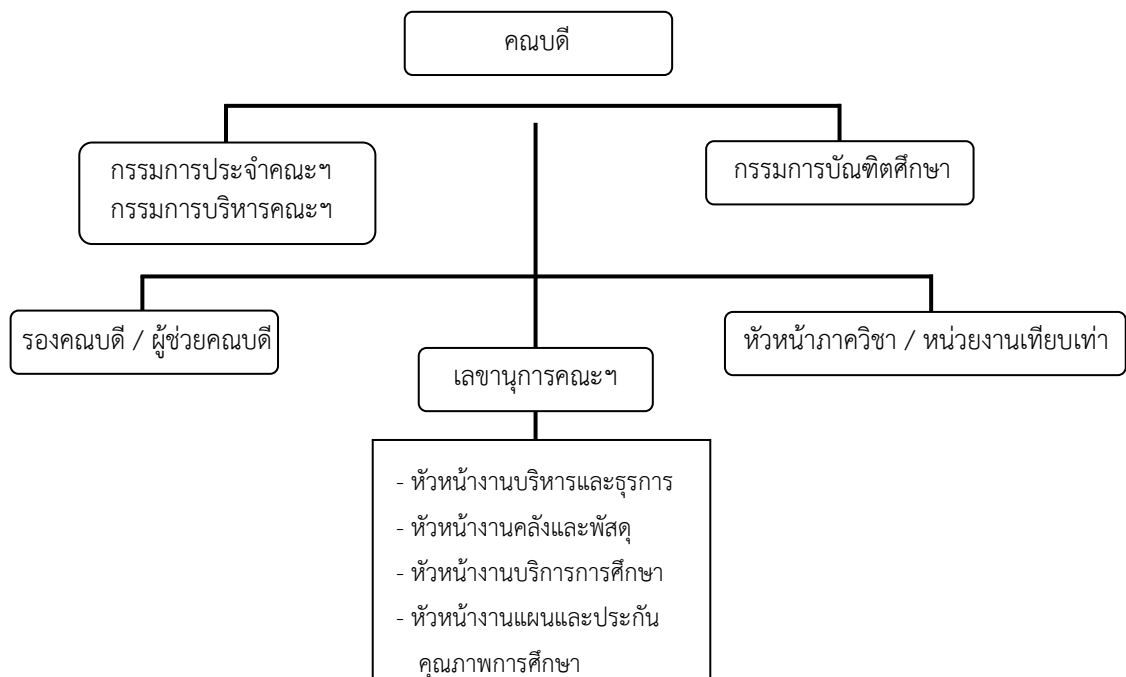 คณบดี
กรรมการประจำคณะฯ
กรรมการบริหารคณะฯ
กรรมการบัณฑิตศึกษา
รองคณบดี / ผู้ช่วยคณบดี
หัวหน้าภาควิชา / หน่วยงานเทียบเท่า
เลขานุการคณะฯ
- หัวหน้างานบริหารและธุรการ
- หัวหน้างานคลังและพัสดุ
- หัวหน้างานบริการการศึกษา
- หัวหน้างานแผนและประกัน
คุณภาพการศึกษา